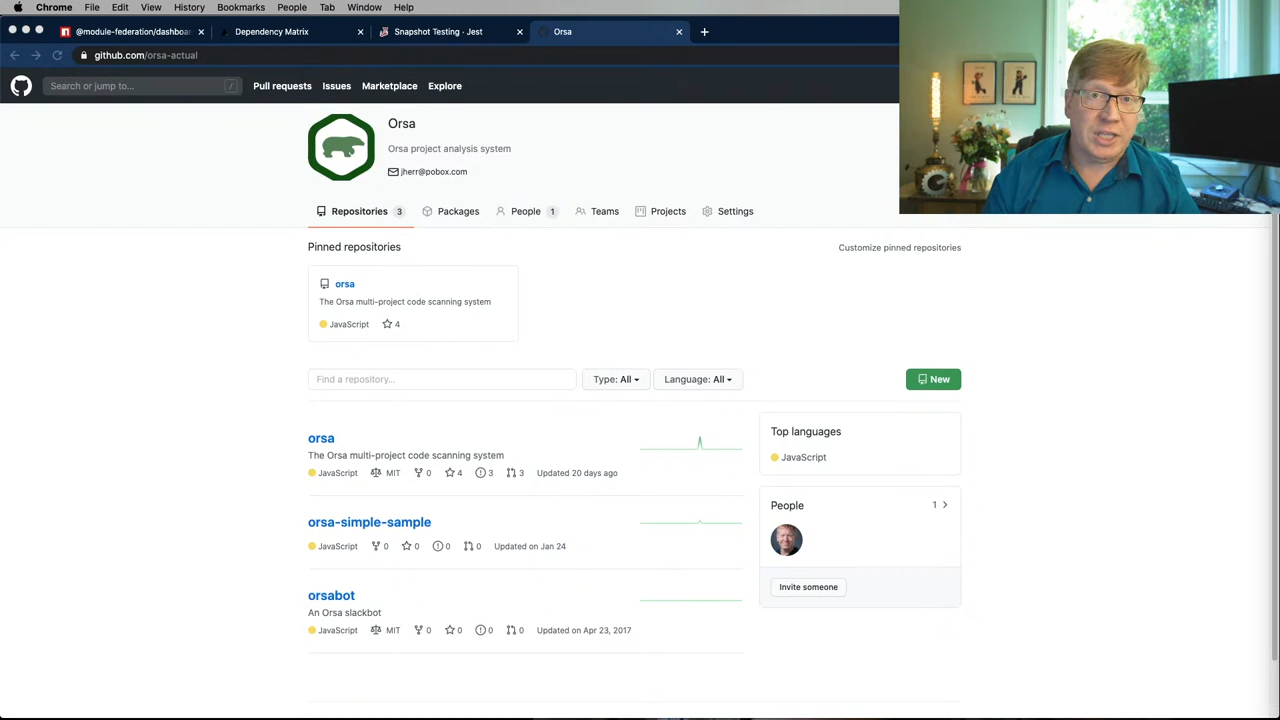 Chrome File Edit View History Bookmarks People Tab Window Help
@module-federation/dashboa
Dependency Matrix
Snapshot Testing · Jest
Orsa
github.com/orsa-actual
Search or jump to... /
Pull requests Issues Marketplace Explore
Orsa
Orsa project analysis system
jherr@pobox.com
Repositories 3 Packages People 1 Teams Projects Settings
Pinned repositories
Customize pinned repositories
orsa
The Orsa multi-project code scanning system
JavaScript 4
Find a repository...
Type: All
Language: All
New
orsa
The Orsa multi-project code scanning system
JavaScript MIT 0 4 3 3 Updated 20 days ago
orsa-simple-sample
JavaScript 0 0 0 0 Updated on Jan 24
orsabot
An Orsa slackbot
JavaScript MIT 0 0 0 0 Updated on Apr 23, 2017
Top languages
JavaScript
People 1
Invite someone